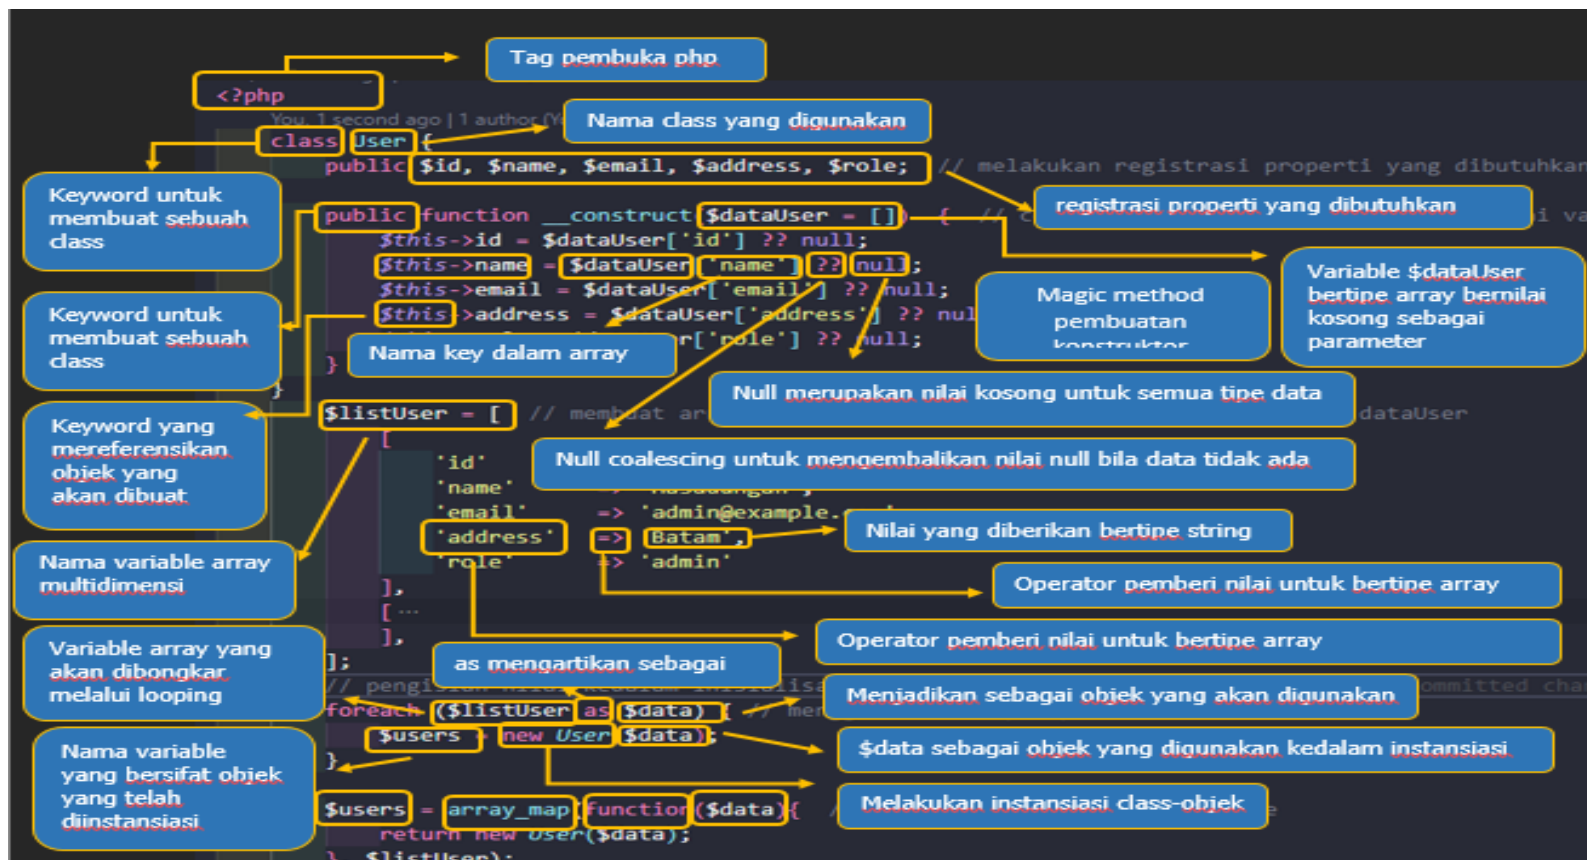 Tag pembuka php
<?php
You, 1 second ago | 1 author
Nama class yang digunakan
class User {
public $id, $name, $email, $address, $role; // melakukan registrasi properti yang dibutuhkan
Keyword untuk
membuat sebuah
class
registrasi properti yang dibutuhkan
public function __construct($dataUser = []) { //
$this->id = $dataUser['id'] ?? null;
$this->name = $dataUser['name'] ?? null;
$this->email = $dataUser['email'] ?? null;
$this->address = $dataUser['address'] ?? nul
['role'] ?? null;
}
}
Variable $dataUser
bertipe array bernilai
kosong sebagai
parameter
Magic method
pembuatan
konstruktor
Keyword untuk
membuat sebuah
class
Nama key dalam array
Null merupakan nilai kosong untuk semua tipe data
$listUser = [ // membuat dataUser
[
Keyword yang
mereferensikan
objek yang
akan dibuat
Null coalescing untuk mengembalikan nilai null bila data tidak ada
'id'
'name' =>
'email' => 'admin@example.
'address' => 'Batam',
'role' => 'admin'
],
[ ...
],
];
Nilai yang diberikan bertipe string
Nama variable array
multidimensi
Operator pemberi nilai untuk bertipe array
Operator pemberi nilai untuk bertipe array
Variable array yang
akan dibongkar
melalui looping
as mengartikan sebagai
Menjadikan sebagai objek yang akan digunakan
foreach ($listUser as $data) { //
$users = new User($data);
}
$data sebagai objek yang digunakan kedalam instansiasi
Nama variable
yang bersifat objek
yang telah
diinstansiasi
Melakukan instansiasi class-objek
$users = array_map(function($data){
return new User($data);
}, $listUser);